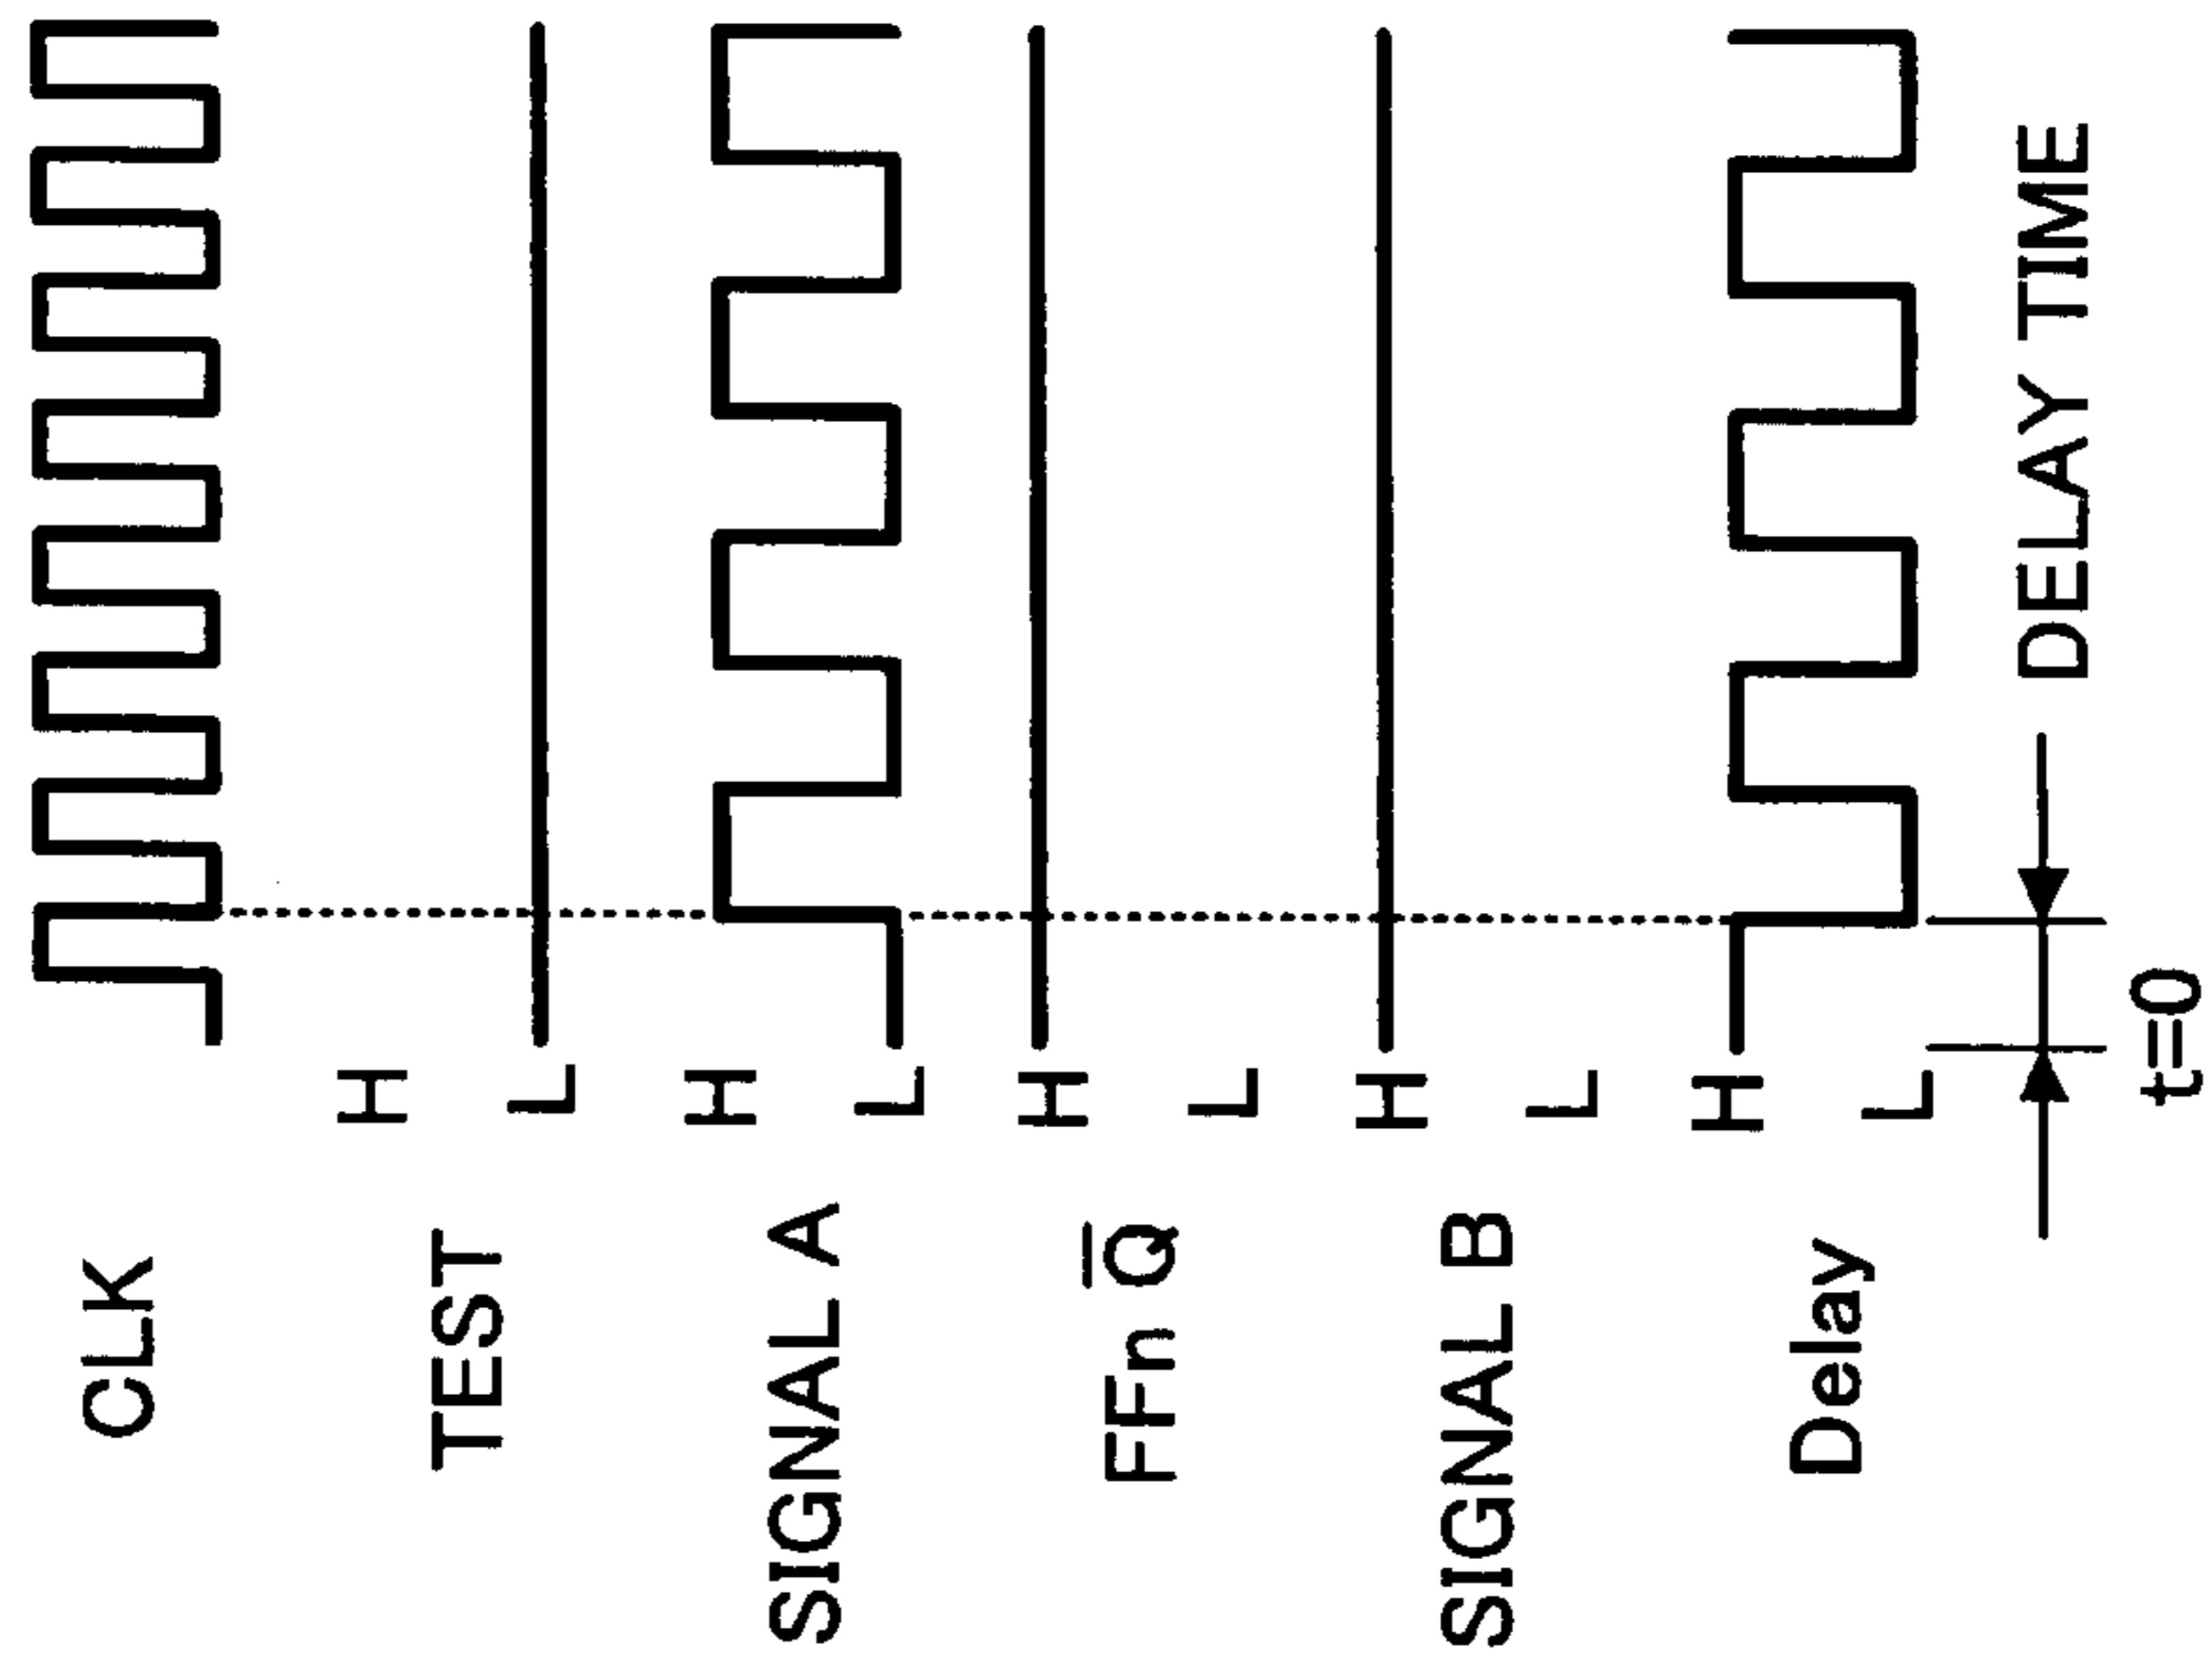 CLK
H
TEST
L
H
SIGNAL A
L
H
FFn Q̅
L
H
SIGNAL B
L
H
Delay
L
DELAY TIME
t=0